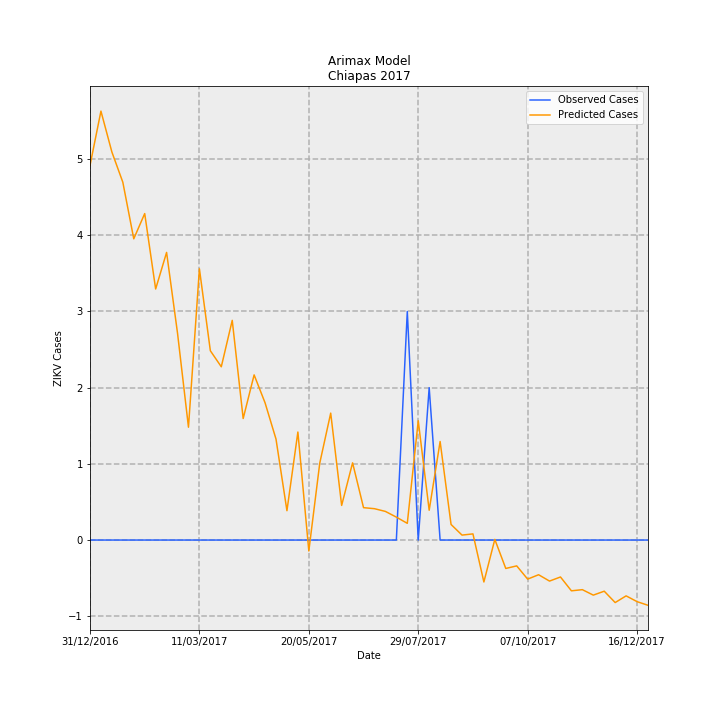 Arimax Model
Chiapas 2017
Observed Cases
Predicted Cases
ZIKV Cases
5
4
3
2
1
0
−1
31/12/2016 11/03/2017 20/05/2017 29/07/2017 07/10/2017 16/12/2017
Date